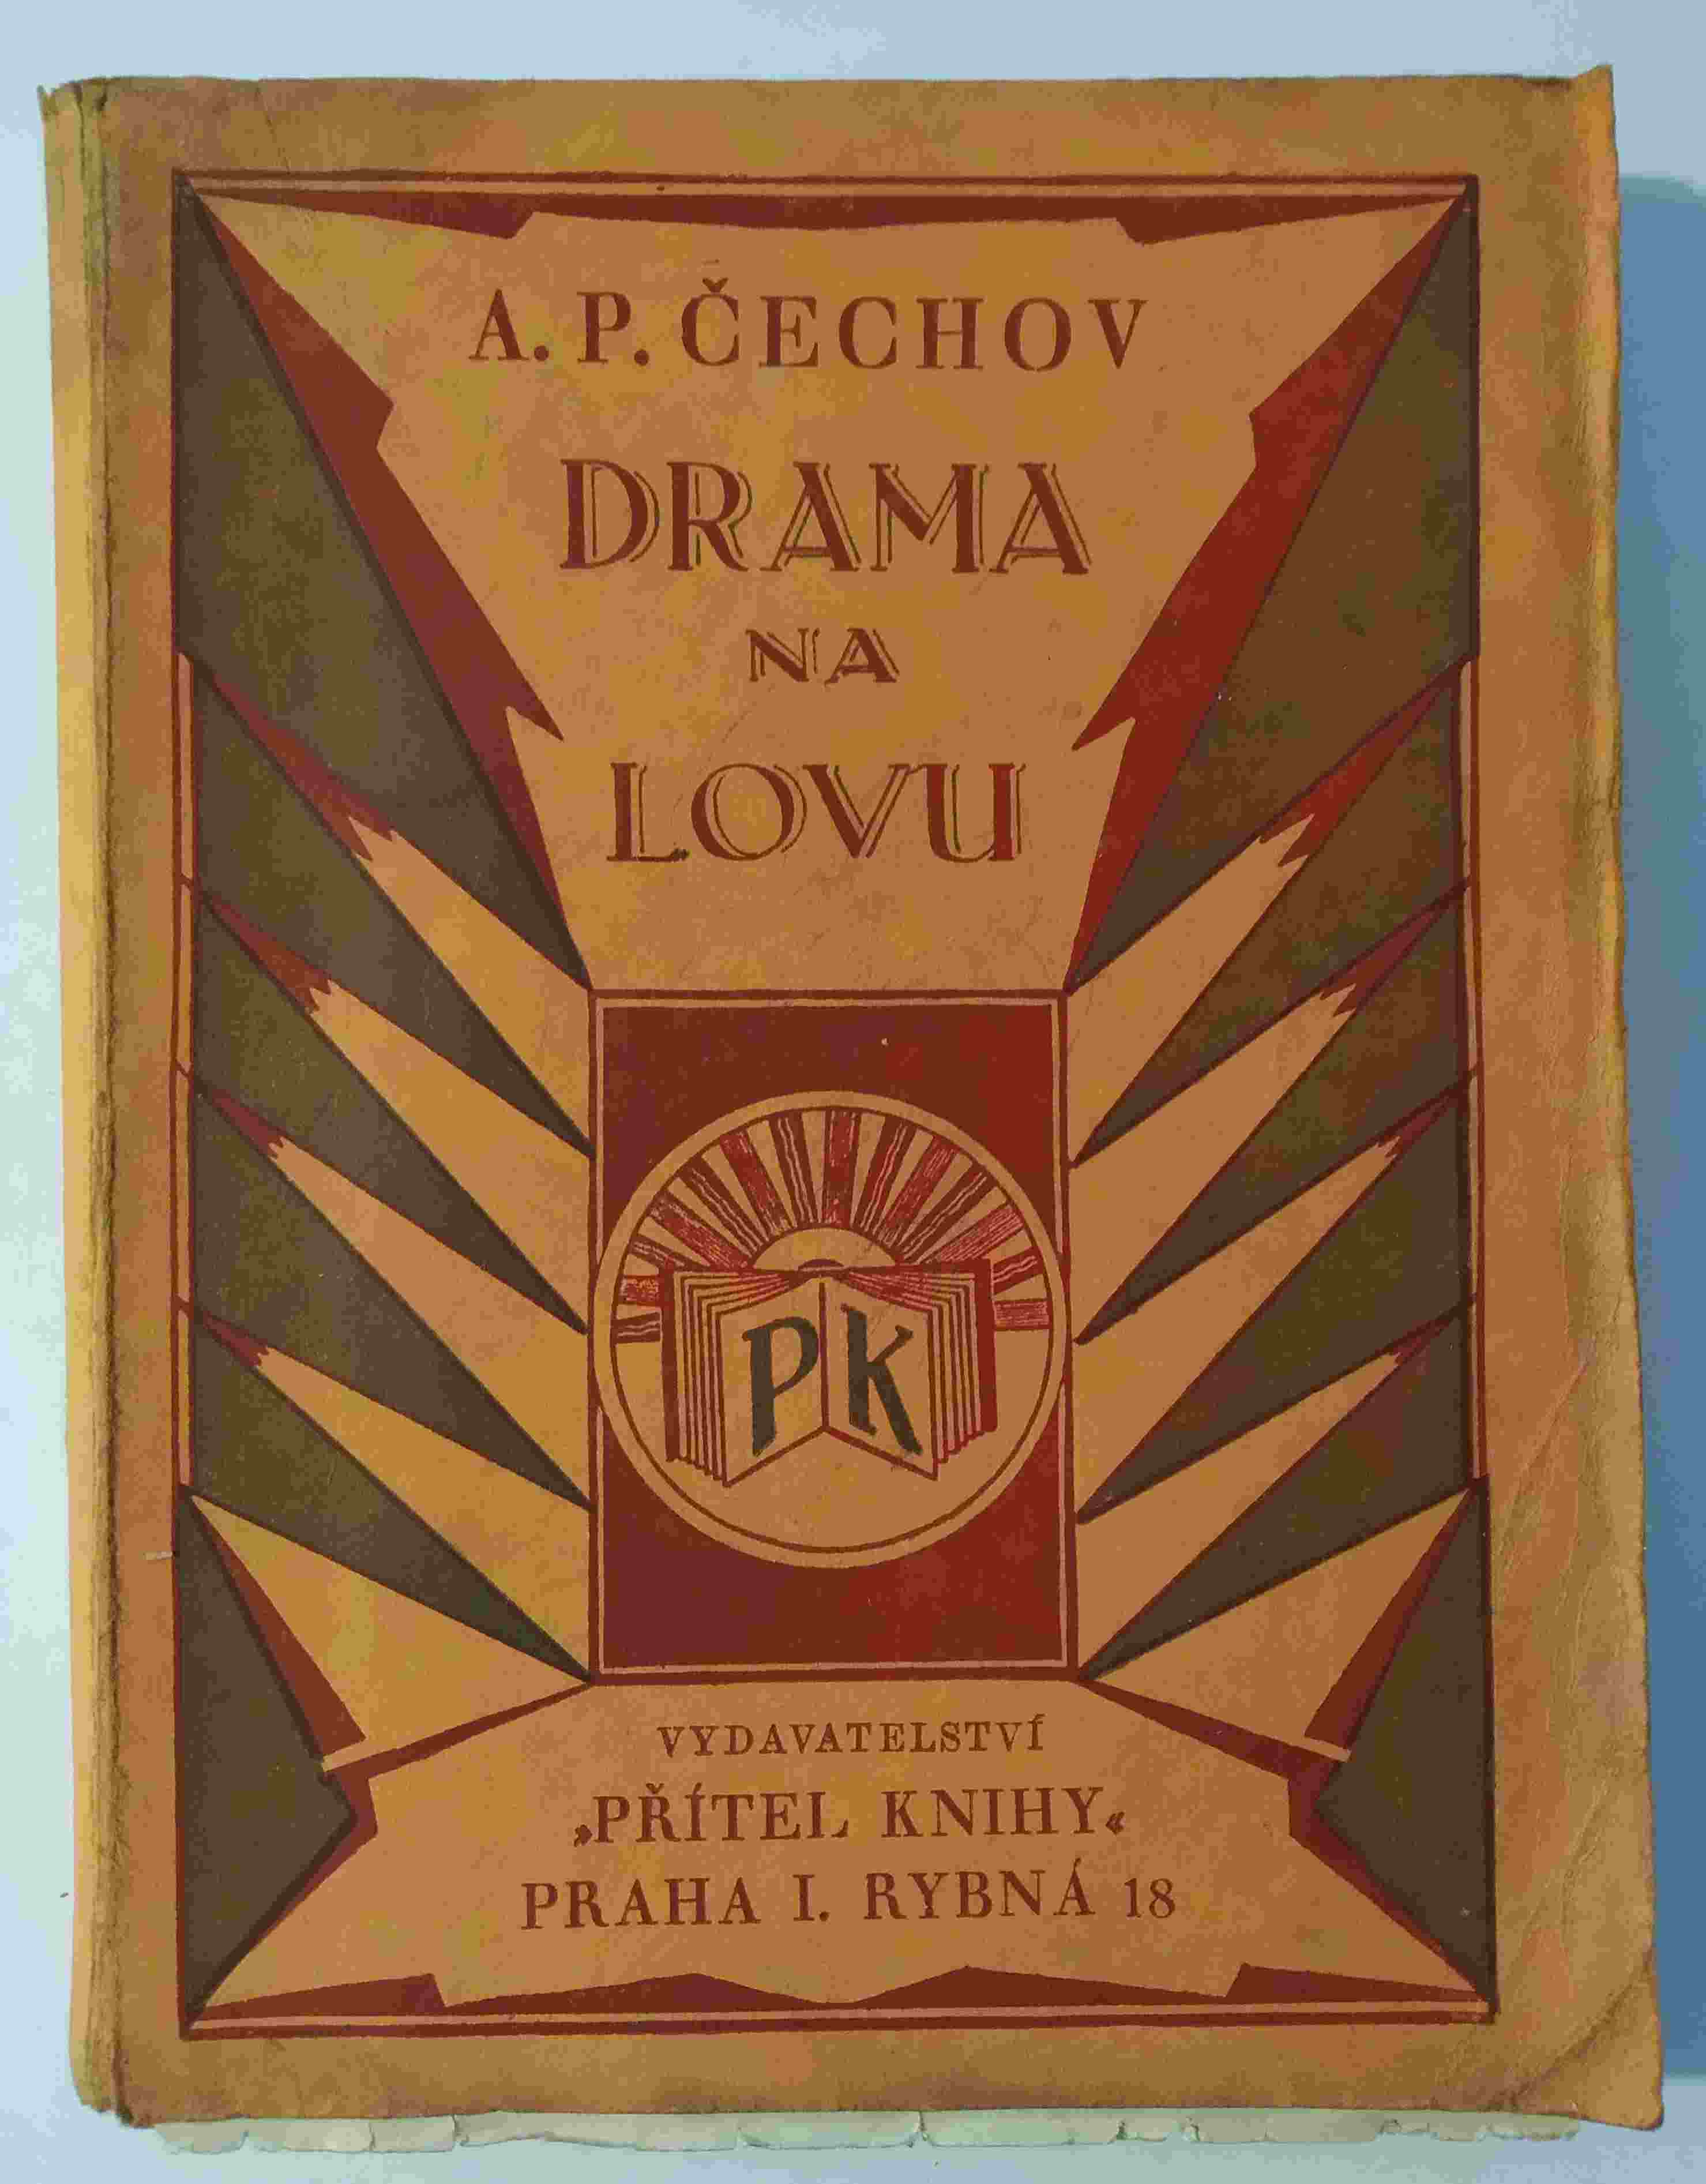 A. P. ČECHOV
DRAMA
NA
LOVU
PK
VYDAVATELSTVÍ
„PŘÍTEL KNIHY“
PRAHA I. RYBNÁ 18